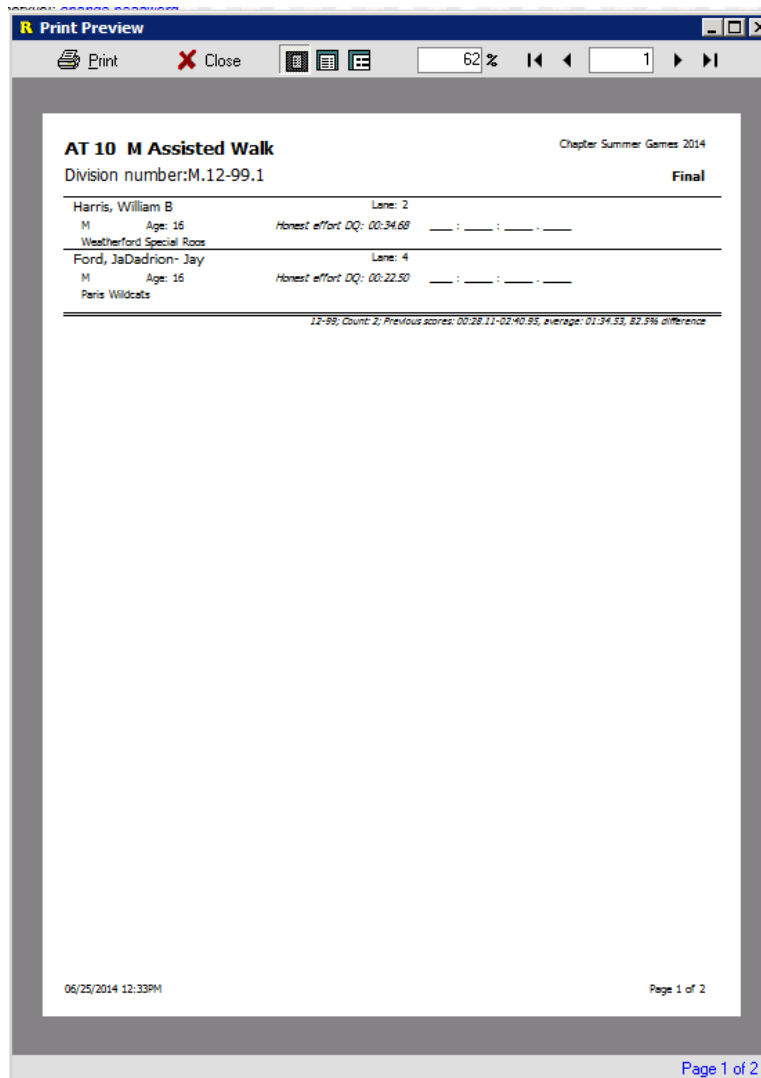 change password
R Print Preview
Print Close 62 % 1
AT 10 M Assisted Walk Chapter Summer Games 2014
Division number:M.12-99.1 Final
Harris, William B Lane: 2
M Age: 16 Honest effort DQ: 00:34.68 ___ : ___ : ___ . ___
Weatherford Special Roos
Ford, JaDadrion- Jay Lane: 4
M Age: 16 Honest effort DQ: 00:22.50 ___ : ___ : ___ . ___
Paris Wildcats
12-99; Count: 2; Previous scores: 00:28.11-02:40.95, average: 01:34.53, 82.5% difference
06/25/2014 12:33PM Page 1 of 2
Page 1 of 2